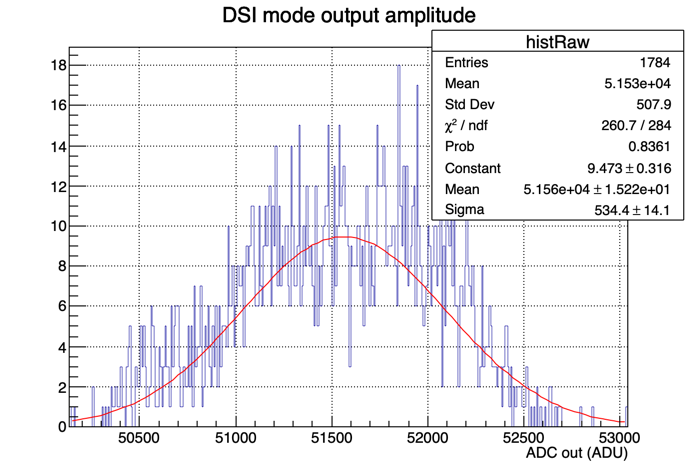 DSI mode output amplitude
histRaw
Entries 1784
Mean 5.153e+04
Std Dev 507.9
χ² / ndf 260.7 / 284
Prob 0.8361
Constant 9.473 ± 0.316
Mean 5.156e+04 ± 1.522e+01
Sigma 534.4 ± 14.1
18
16
14
12
10
8
6
4
2
0
50500 51000 51500 52000 52500 53000
ADC out (ADU)